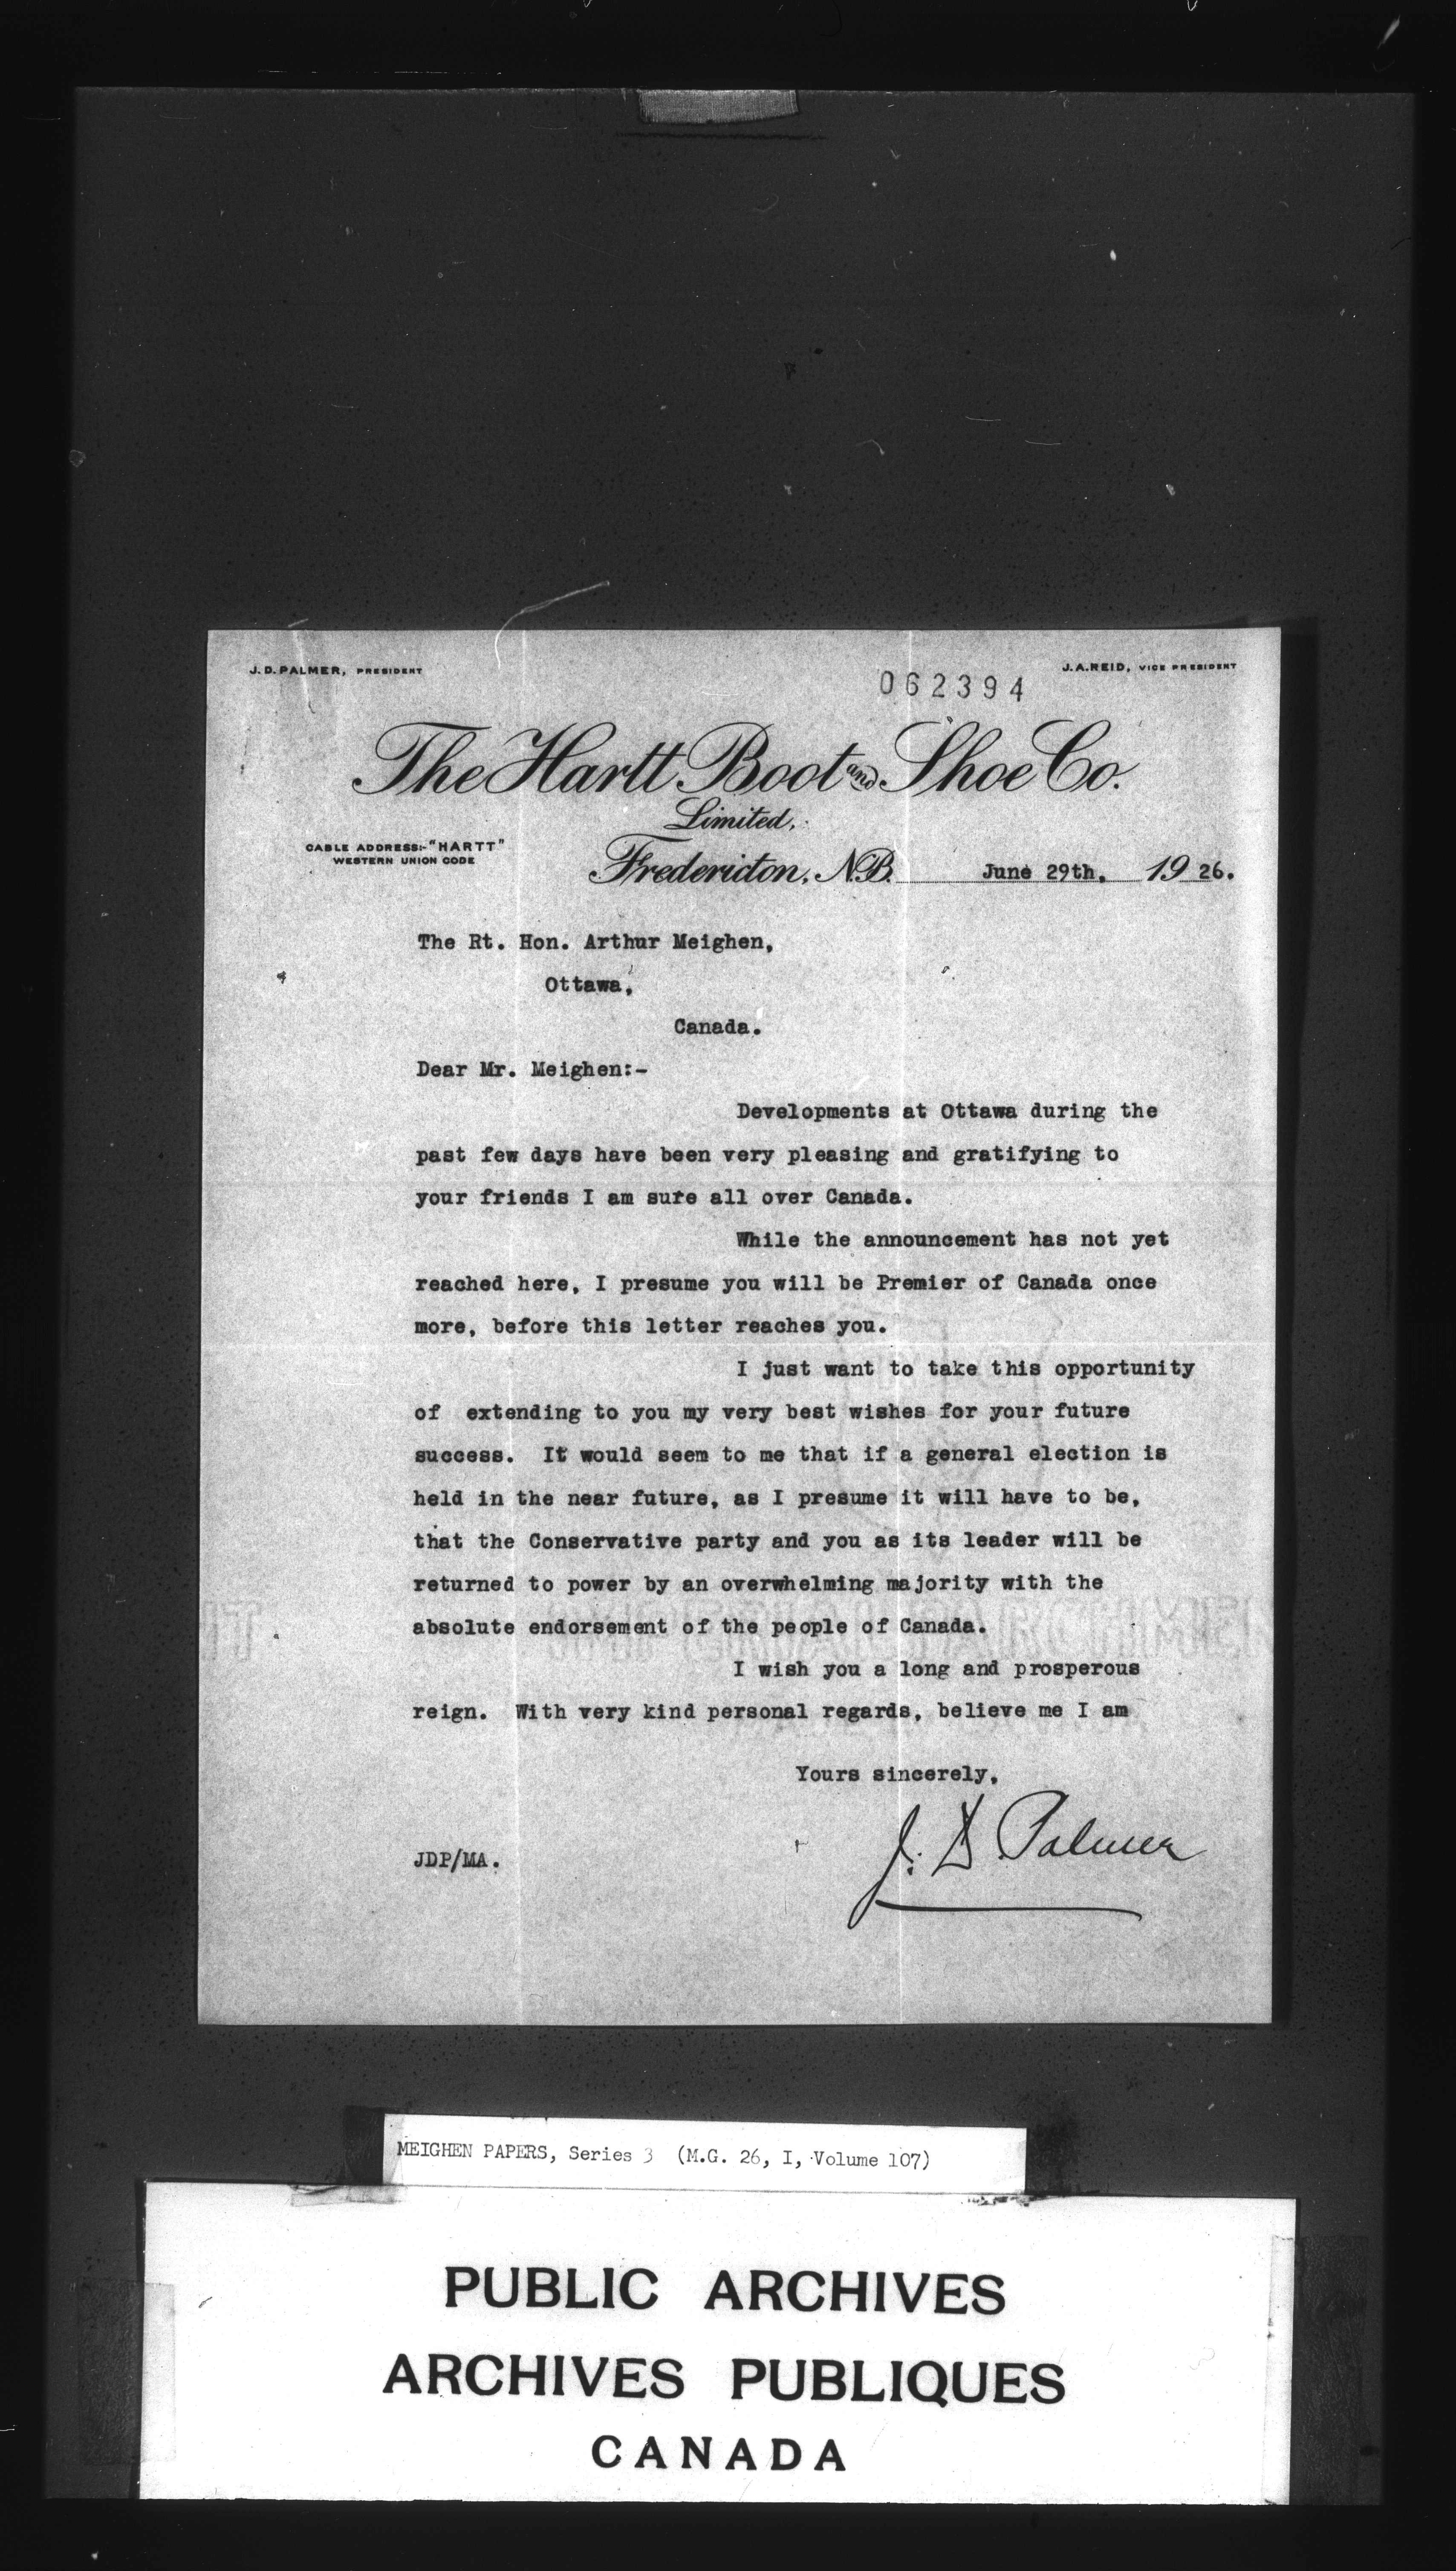 J. D. PALMER, PRESIDENT
J. A. REID, VICE PRESIDENT
062394
The Hartt Boot and Shoe Co.
Limited,
CABLE ADDRESS:-"HARTT"
WESTERN UNION CODE
Fredericton, N.B. June 29th, 1926.
The Rt. Hon. Arthur Meighen,
Ottawa,
Canada.
Dear Mr. Meighen:-
Developments at Ottawa during the
past few days have been very pleasing and gratifying to
your friends I am sure all over Canada.
While the announcement has not yet
reached here, I presume you will be Premier of Canada once
more, before this letter reaches you.
I just want to take this opportunity
of extending to you my very best wishes for your future
success. It would seem to me that if a general election is
held in the near future, as I presume it will have to be,
that the Conservative party and you as its leader will be
returned to power by an overwhelming majority with the
absolute endorsement of the people of Canada.
I wish you a long and prosperous
reign. With very kind personal regards, believe me I am
Yours sincerely,
J. D. Palmer
JDP/MA.
MEIGHEN PAPERS, Series 3 (M.G. 26, I, Volume 107)
PUBLIC ARCHIVES
ARCHIVES PUBLIQUES
CANADA